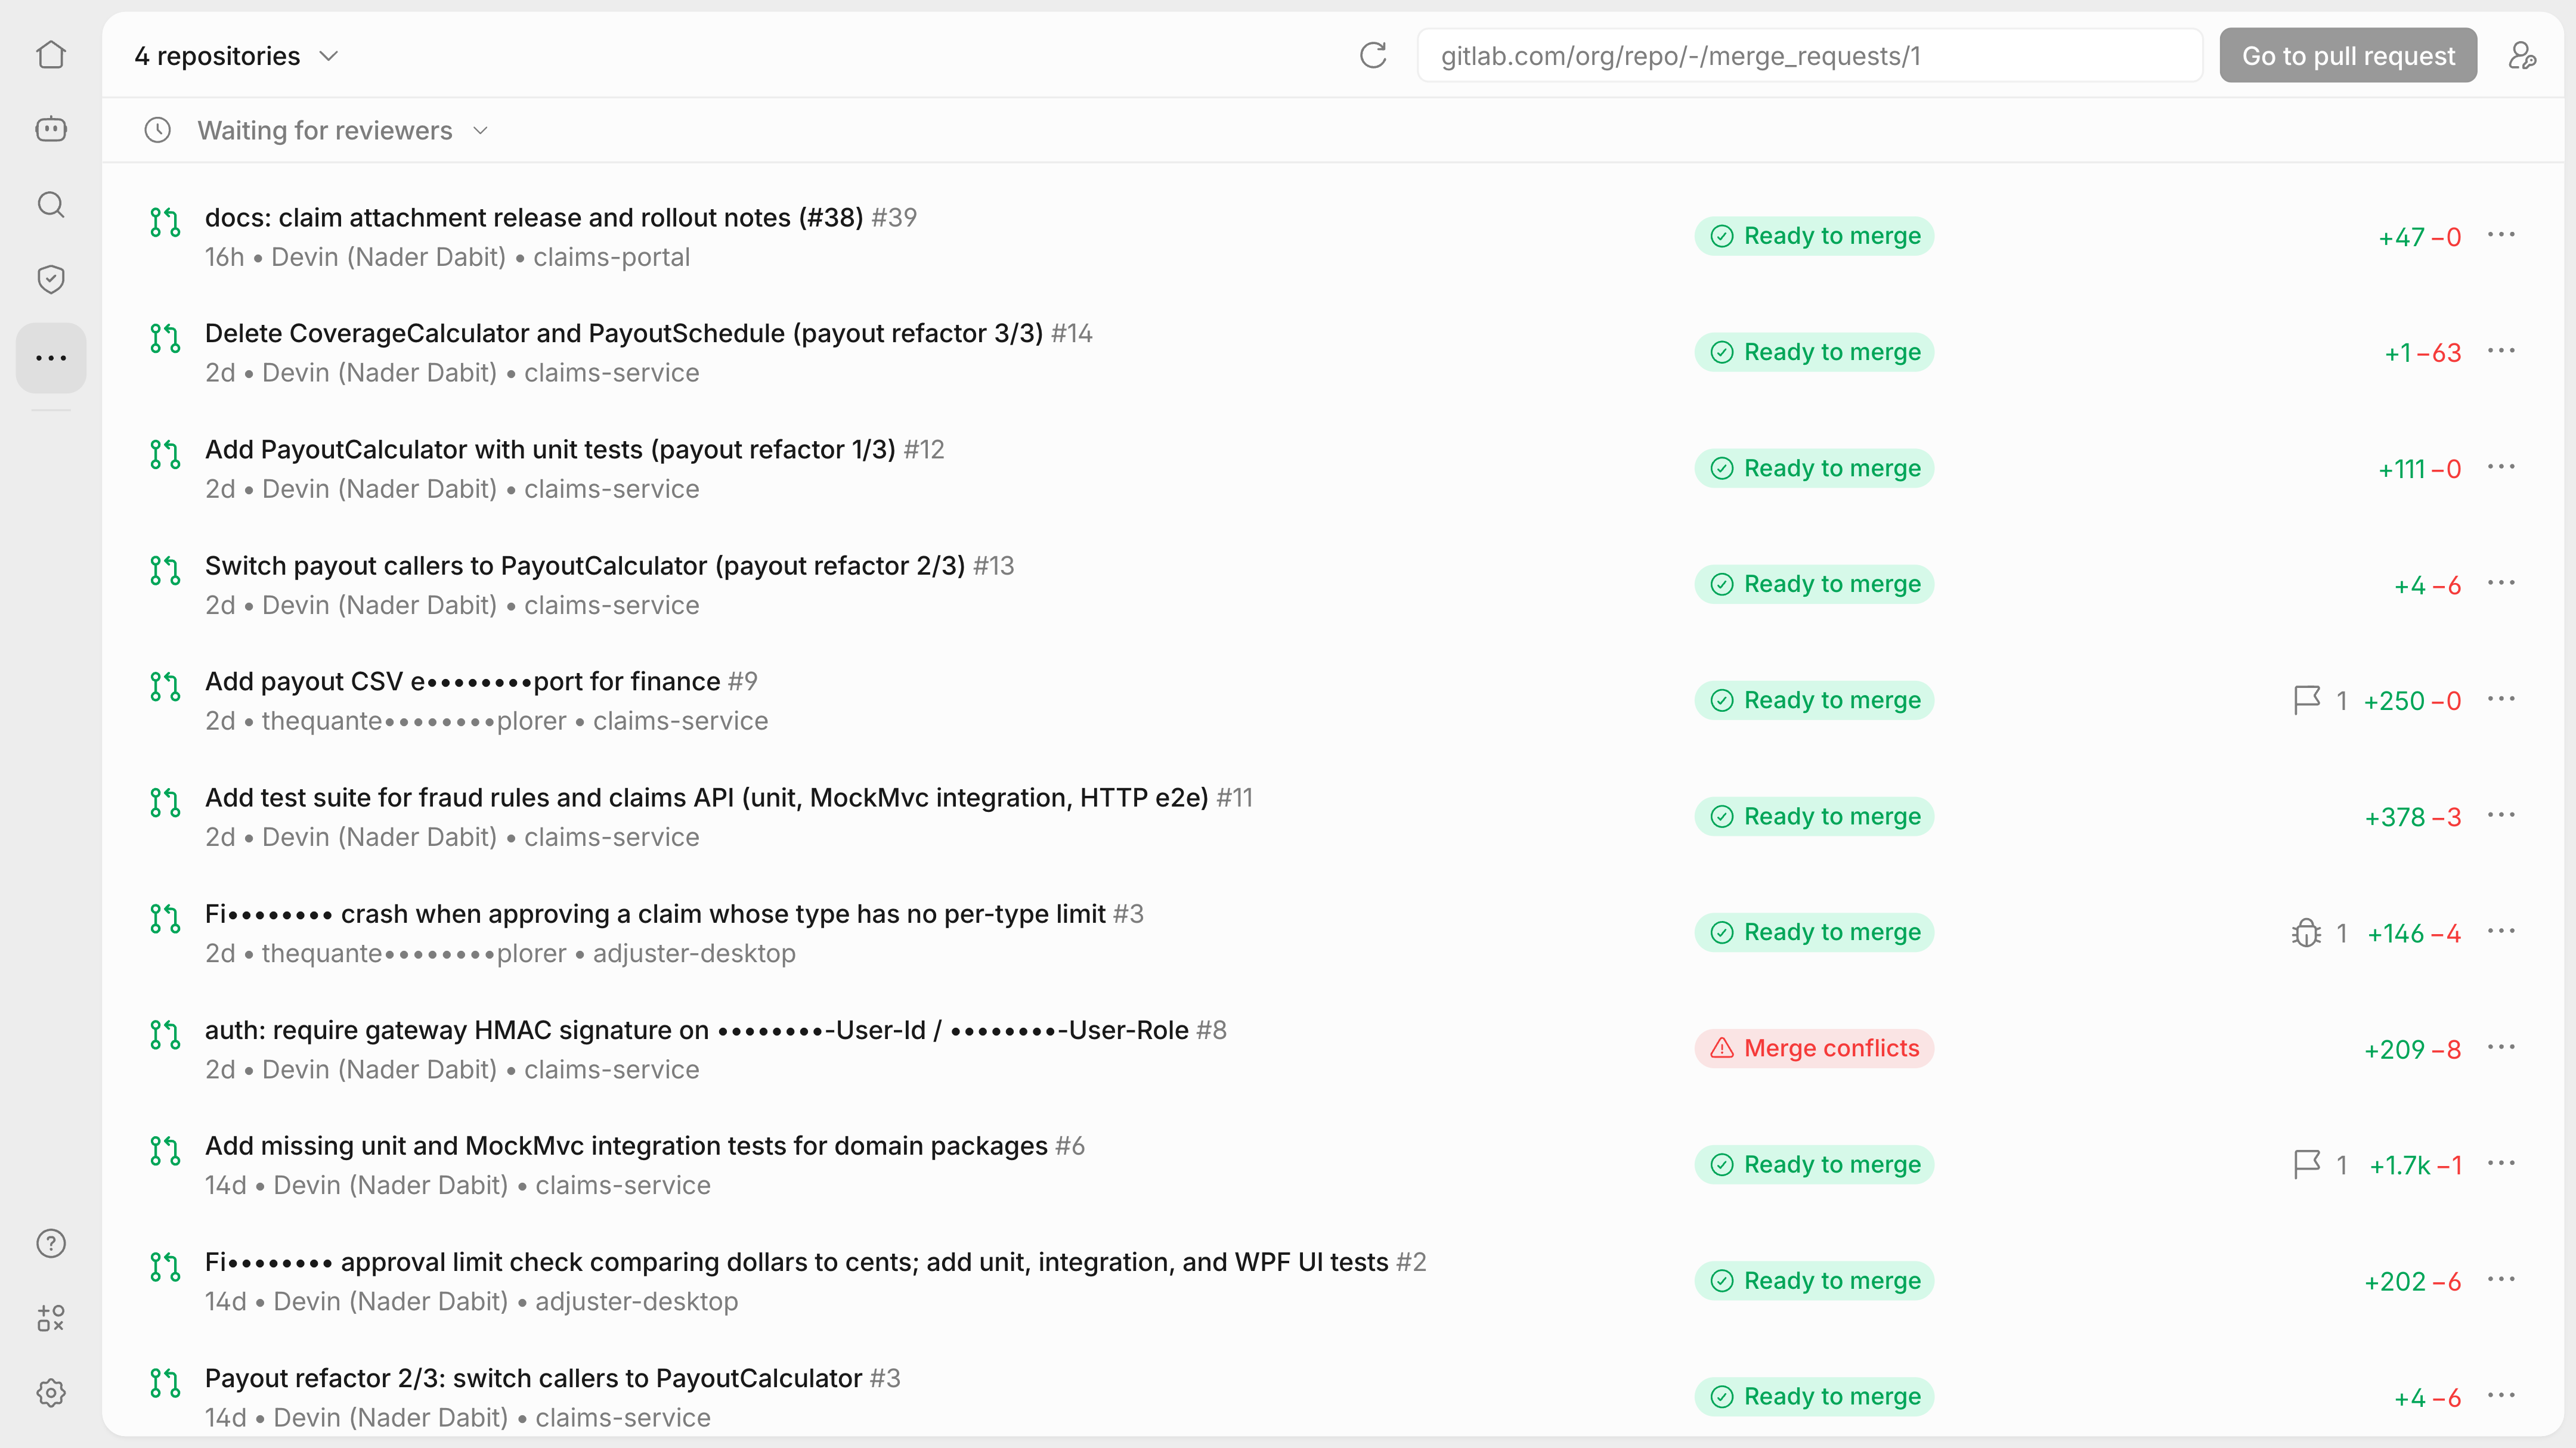 4 repositories
gitlab.com/org/repo/-/merge_requests/1
Go to pull request
Waiting for reviewers
docs: claim attachment release and rollout notes (#38) #39
16h • Devin (Nader Dabit) • claims-portal
Ready to merge
+47 −0
Delete CoverageCalculator and PayoutSchedule (payout refactor 3/3) #14
2d • Devin (Nader Dabit) • claims-service
Ready to merge
+1 −63
Add PayoutCalculator with unit tests (payout refactor 1/3) #12
2d • Devin (Nader Dabit) • claims-service
Ready to merge
+111 −0
Switch payout callers to PayoutCalculator (payout refactor 2/3) #13
2d • Devin (Nader Dabit) • claims-service
Ready to merge
+4 −6
Add payout CSV e••••••••port for finance #9
2d • thequante••••••••plorer • claims-service
Ready to merge
1 +250 −0
Add test suite for fraud rules and claims API (unit, MockMvc integration, HTTP e2e) #11
2d • Devin (Nader Dabit) • claims-service
Ready to merge
+378 −3
Fi•••••••• crash when approving a claim whose type has no per-type limit #3
2d • thequante••••••••plorer • adjuster-desktop
Ready to merge
1 +146 −4
auth: require gateway HMAC signature on ••••••••-User-Id / ••••••••-User-Role #8
2d • Devin (Nader Dabit) • claims-service
Merge conflicts
+209 −8
Add missing unit and MockMvc integration tests for domain packages #6
14d • Devin (Nader Dabit) • claims-service
Ready to merge
1 +1.7k −1
Fi•••••••• approval limit check comparing dollars to cents; add unit, integration, and WPF UI tests #2
14d • Devin (Nader Dabit) • adjuster-desktop
Ready to merge
+202 −6
Payout refactor 2/3: switch callers to PayoutCalculator #3
14d • Devin (Nader Dabit) • claims-service
Ready to merge
+4 −6